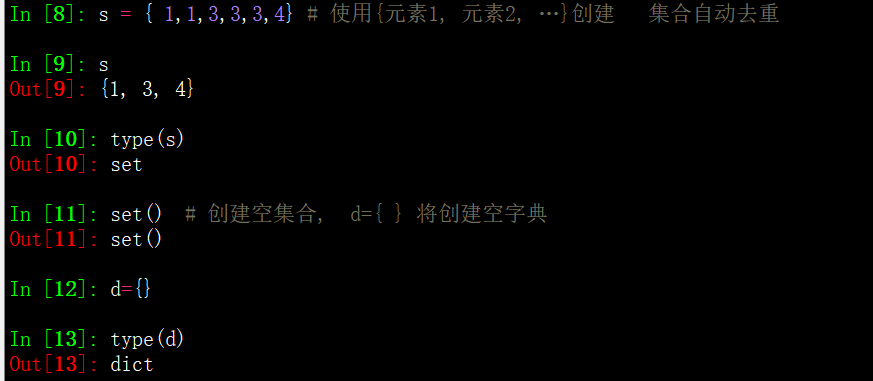 In [8]: s = { 1,1,3,3,3,4} # 使用{元素1, 元素2, …}创建   集合自动去重
In [9]: s
Out[9]: {1, 3, 4}
In [10]: type(s)
Out[10]: set
In [11]: set()  # 创建空集合,  d={ } 将创建空字典
Out[11]: set()
In [12]: d={}
In [13]: type(d)
Out[13]: dict